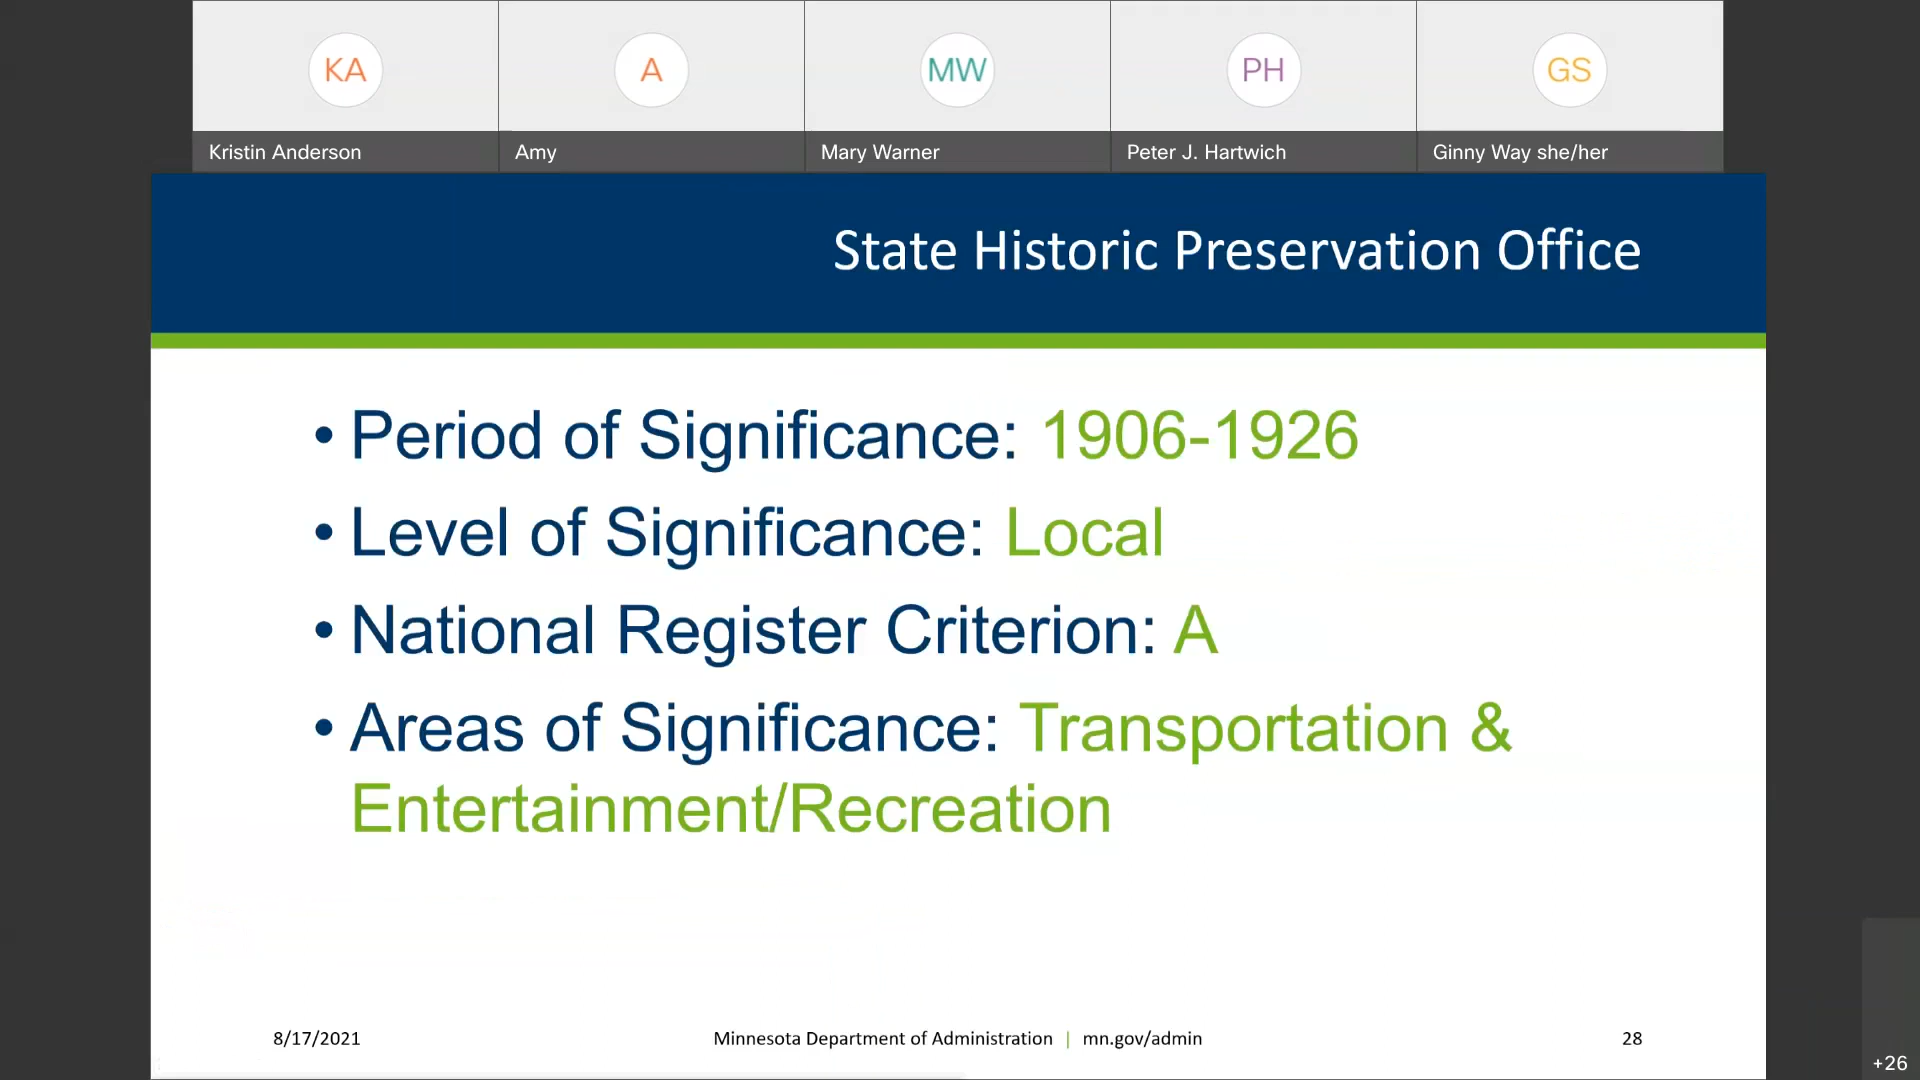 KA
A
MW
PH
GS
Kristin Anderson
Amy
Mary Warner
Peter J. Hartwich
Ginny Way she/her
State Historic Preservation Office
• Period of Significance: 1906-1926
• Level of Significance: Local
• National Register Criterion: A
• Areas of Significance: Transportation &
Entertainment/Recreation
8/17/2021
Minnesota Department of Administration | mn.gov/admin
28
+26